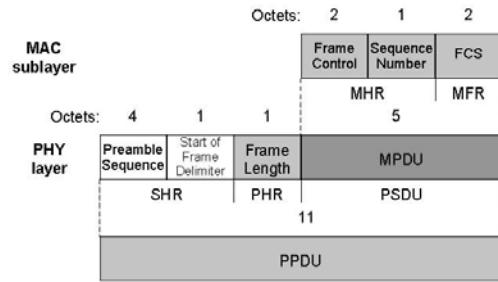 Octets: 2 1 2
MAC sublayer
Frame Control
Sequence Number
FCS
MHR MFR
Octets: 4 1 1 5
PHY layer
Preamble Sequence
Start of Frame Delimiter
Frame Length
MPDU
SHR PHR PSDU
11
PPDU